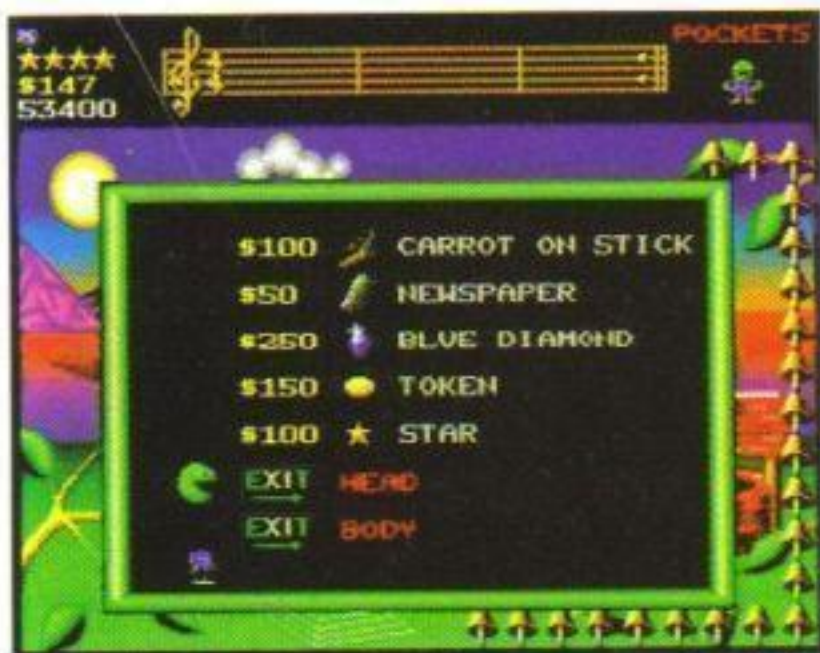 POCKETS
$147
53400
$100 CARROT ON STICK
$50 NEWSPAPER
$250 BLUE DIAMOND
$150 TOKEN
$100 STAR
EXIT HEAD
EXIT BODY